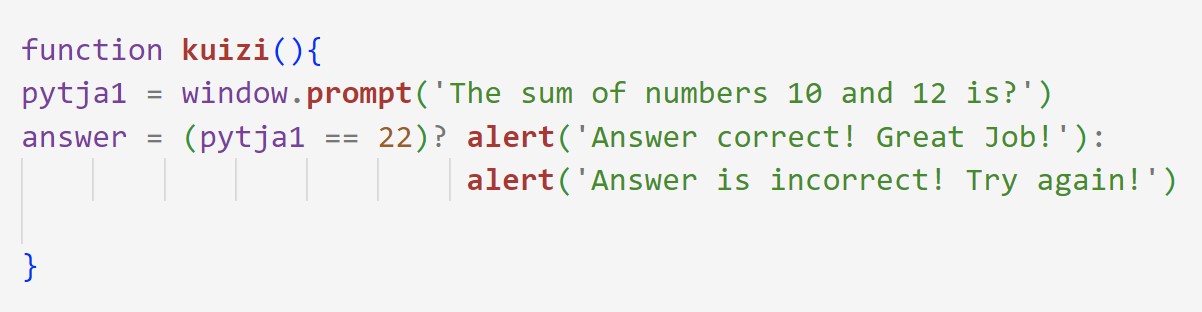 function kuizi(){
pytja1 = window.prompt('The sum of numbers 10 and 12 is?')
answer = (pytja1 == 22)? alert('Answer correct! Great Job!'):
alert('Answer is incorrect! Try again!')
}